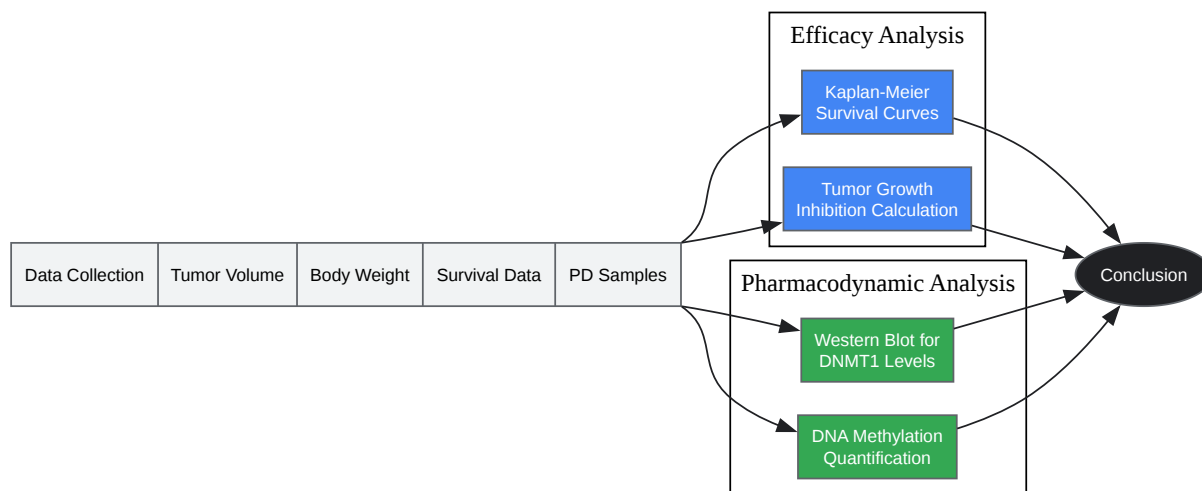 Efficacy Analysis
Kaplan-Meier
Survival Curves
Tumor Growth
Inhibition Calculation
Data Collection
Tumor Volume
Body Weight
Survival Data
PD Samples
Conclusion
Pharmacodynamic Analysis
Western Blot for
DNMT1 Levels
DNA Methylation
Quantification